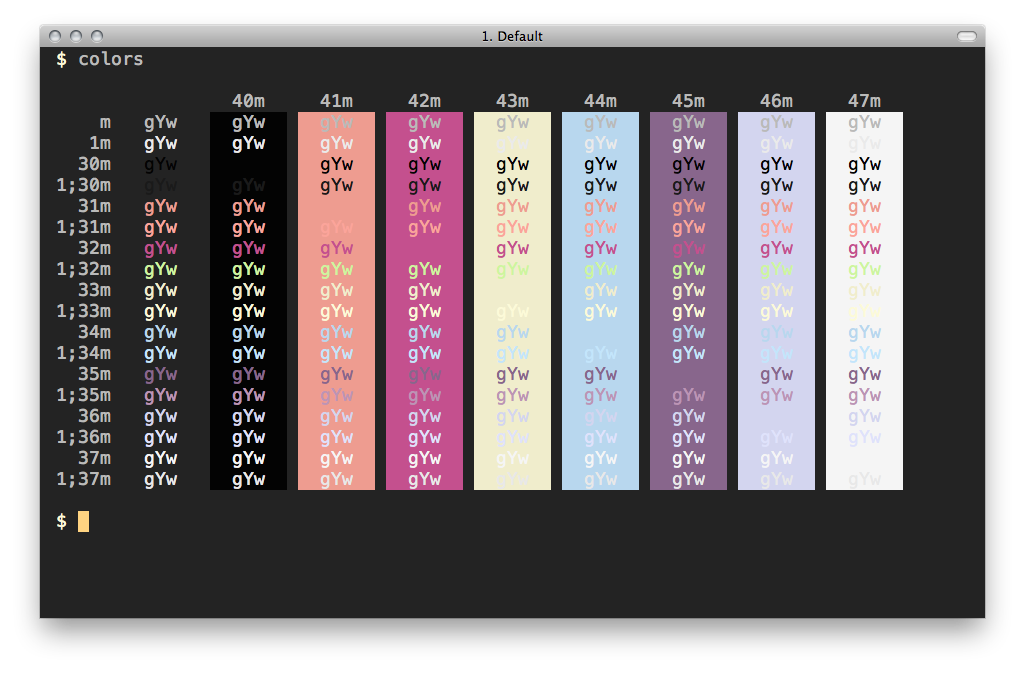 1. Default
$ colors
40m 41m 42m 43m 44m 45m 46m 47m
m gYw gYw gYw gYw gYw gYw gYw gYw gYw
1m gYw gYw gYw gYw gYw gYw gYw gYw gYw
30m gYw gYw gYw gYw gYw gYw gYw gYw
1;30m gYw gYw gYw gYw gYw gYw gYw gYw gYw
31m gYw gYw gYw gYw gYw gYw gYw gYw
1;31m gYw gYw gYw gYw gYw gYw gYw gYw gYw
32m gYw gYw gYw gYw gYw gYw gYw gYw
1;32m gYw gYw gYw gYw gYw gYw gYw gYw gYw
33m gYw gYw gYw gYw gYw gYw gYw gYw
1;33m gYw gYw gYw gYw gYw gYw gYw gYw gYw
34m gYw gYw gYw gYw gYw gYw gYw gYw
1;34m gYw gYw gYw gYw gYw gYw gYw gYw gYw
35m gYw gYw gYw gYw gYw gYw gYw gYw
1;35m gYw gYw gYw gYw gYw gYw gYw gYw gYw
36m gYw gYw gYw gYw gYw gYw gYw gYw
1;36m gYw gYw gYw gYw gYw gYw gYw gYw gYw
37m gYw gYw gYw gYw gYw gYw gYw gYw
1;37m gYw gYw gYw gYw gYw gYw gYw gYw gYw
$